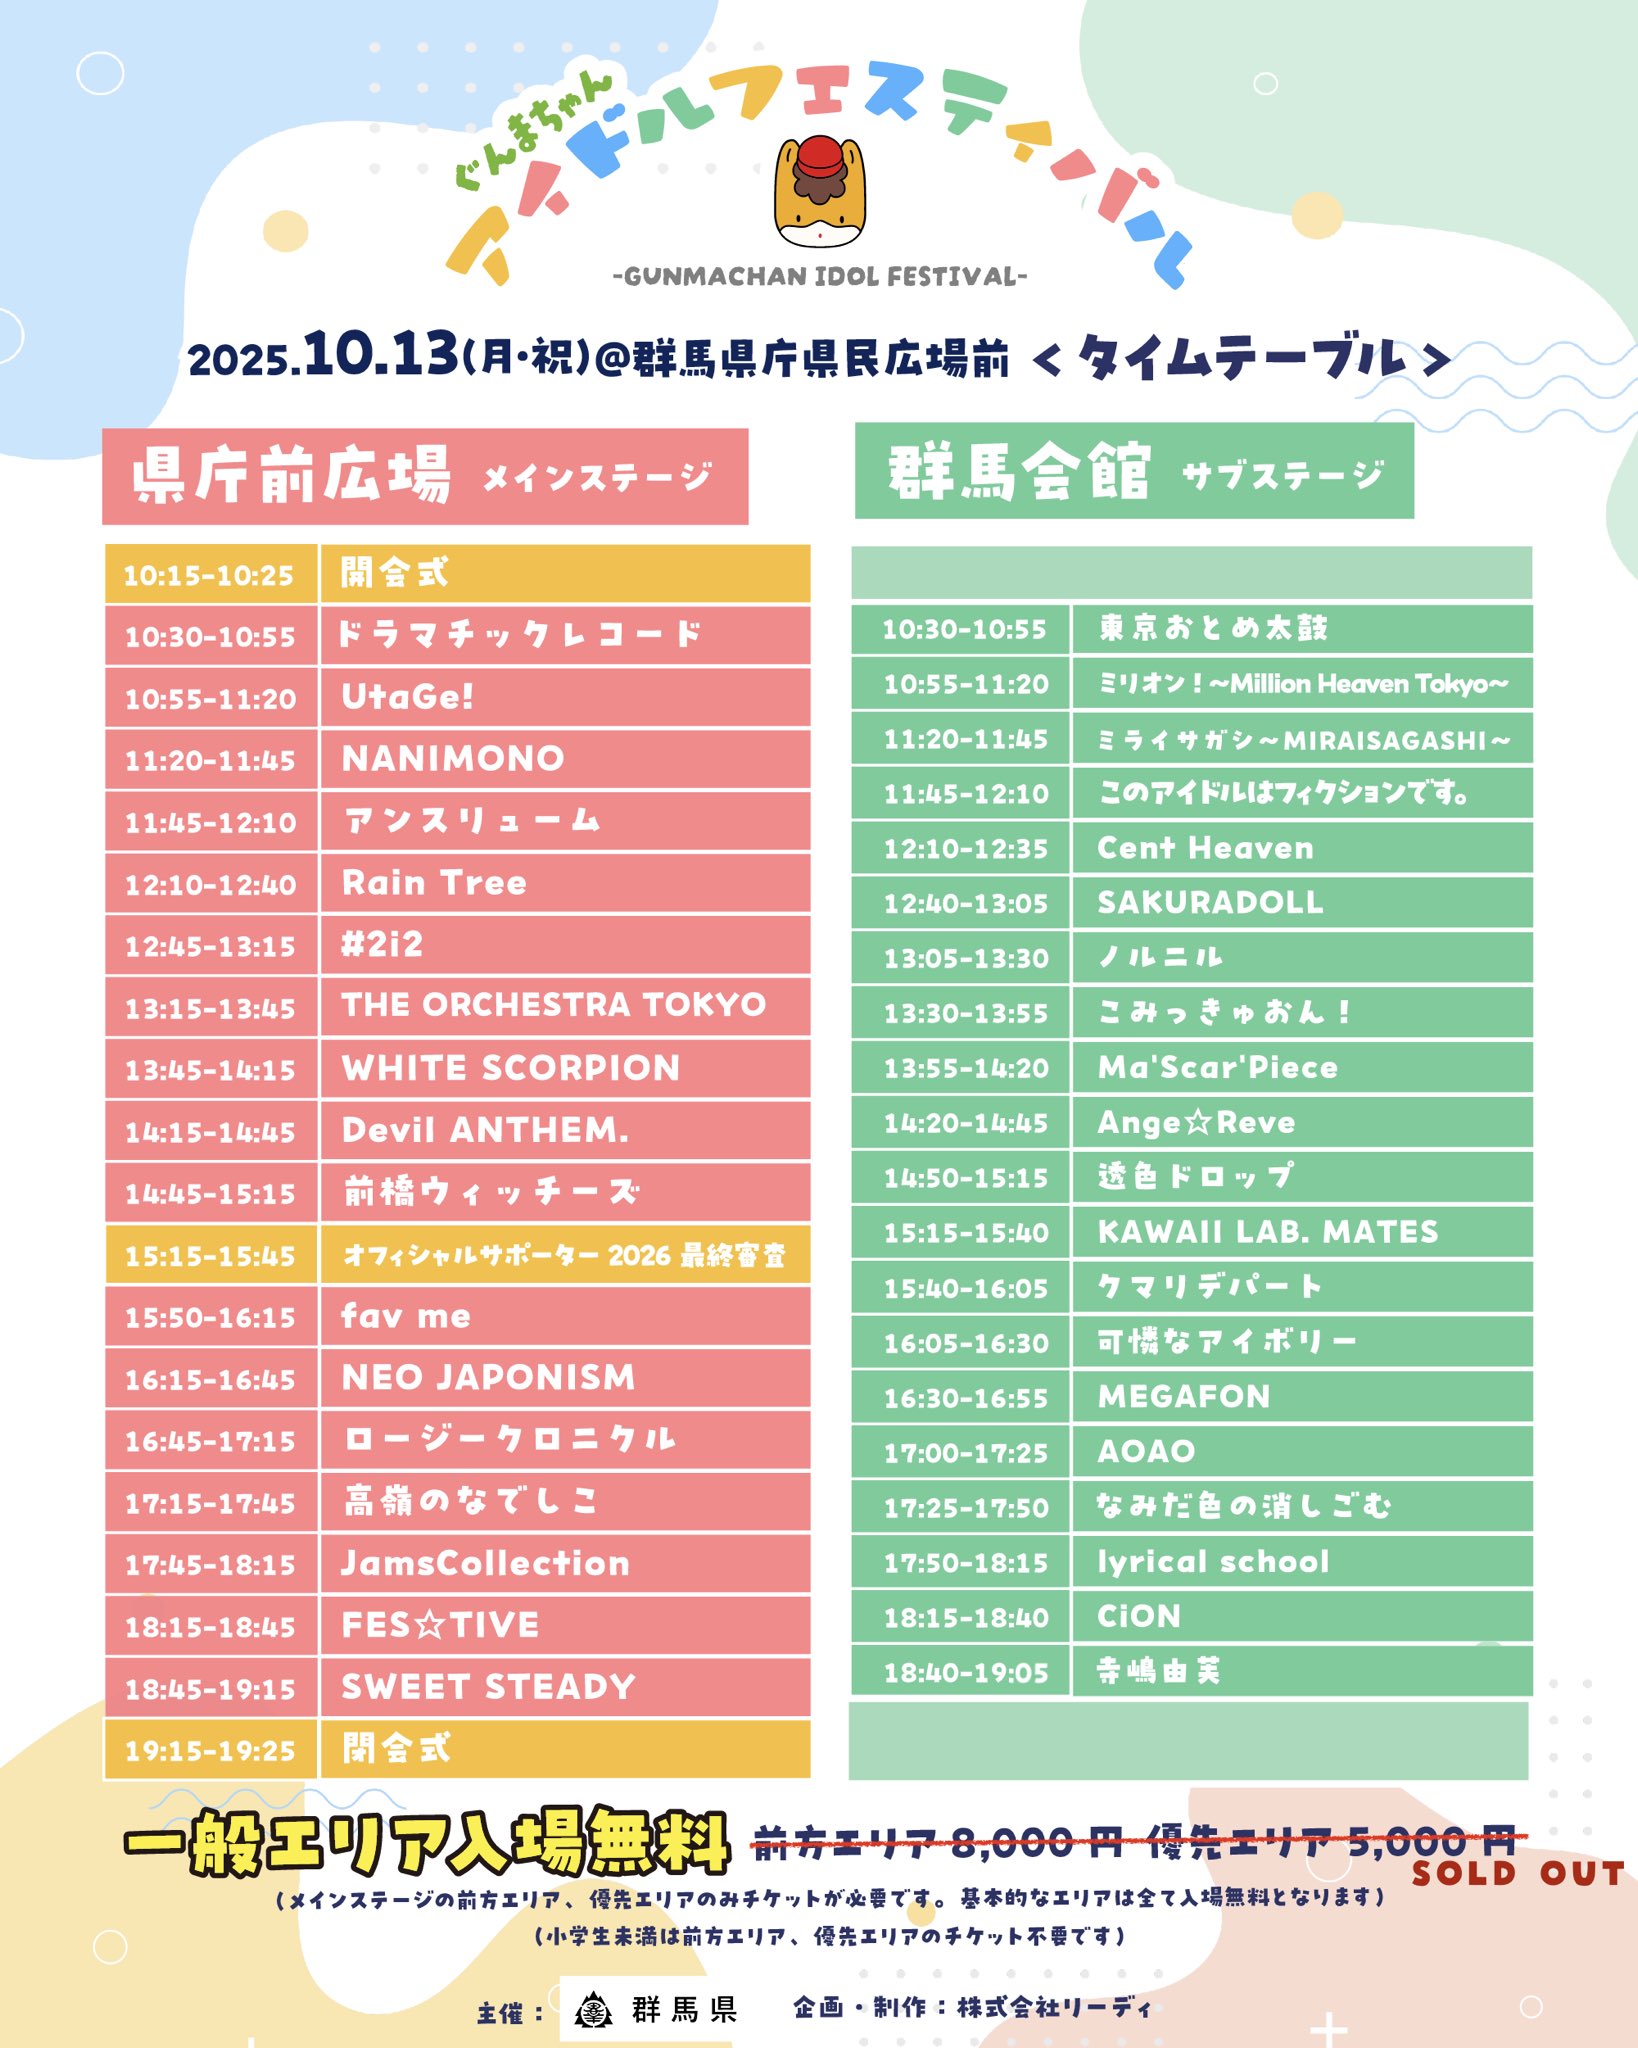 ぐんまちゃん
アイドルフェスティバル
-GUNMACHAN IDOL FESTIVAL-
2025.10.13(月・祝)@群馬県庁県民広場前 < タイムテーブル >
県庁前広場 メインステージ
10:15-10:25 開会式
10:30-10:55 ドラマチックレコード
10:55-11:20 UtaGe!
11:20-11:45 NANIMONO
11:45-12:10 アンスリューム
12:10-12:40 Rain Tree
12:45-13:15 #2i2
13:15-13:45 THE ORCHESTRA TOKYO
13:45-14:15 WHITE SCORPION
14:15-14:45 Devil ANTHEM.
14:45-15:15 前橋ウィッチーズ
15:15-15:45 オフィシャルサポーター 2026 最終審査
15:50-16:15 fav me
16:15-16:45 NEO JAPONISM
16:45-17:15 ロージークロニクル
17:15-17:45 高嶺のなでしこ
17:45-18:15 JamsCollection
18:15-18:45 FES☆TIVE
18:45-19:15 SWEET STEADY
19:15-19:25 閉会式
群馬会館 サブステージ
10:30-10:55 東京おとめ太鼓
10:55-11:20 ミリオン!~Million Heaven Tokyo~
11:20-11:45 ミライサガシ~MIRAISAGASHI~
11:45-12:10 このアイドルはフィクションです。
12:10-12:35 Cent Heaven
12:40-13:05 SAKURADOLL
13:05-13:30 ノルニル
13:30-13:55 こみっきゅおん!
13:55-14:20 Ma'Scar'Piece
14:20-14:45 Ange☆Reve
14:50-15:15 透色ドロップ
15:15-15:40 KAWAII LAB. MATES
15:40-16:05 クマリデパート
16:05-16:30 可憐なアイボリー
16:30-16:55 MEGAFON
17:00-17:25 AOAO
17:25-17:50 なみだ色の消しごむ
17:50-18:15 lyrical school
18:15-18:40 CiON
18:40-19:05 寺嶋由芙
一般エリア入場無料 前方エリア 8,000 円 優先エリア 5,000 円
SOLD OUT
(メインステージの前方エリア、優先エリアのみチケットが必要です。基本的なエリアは全て入場無料となります)
(小学生未満は前方エリア、優先エリアのチケット不要です)
主催: 群馬県 企画・制作:株式会社リーディ